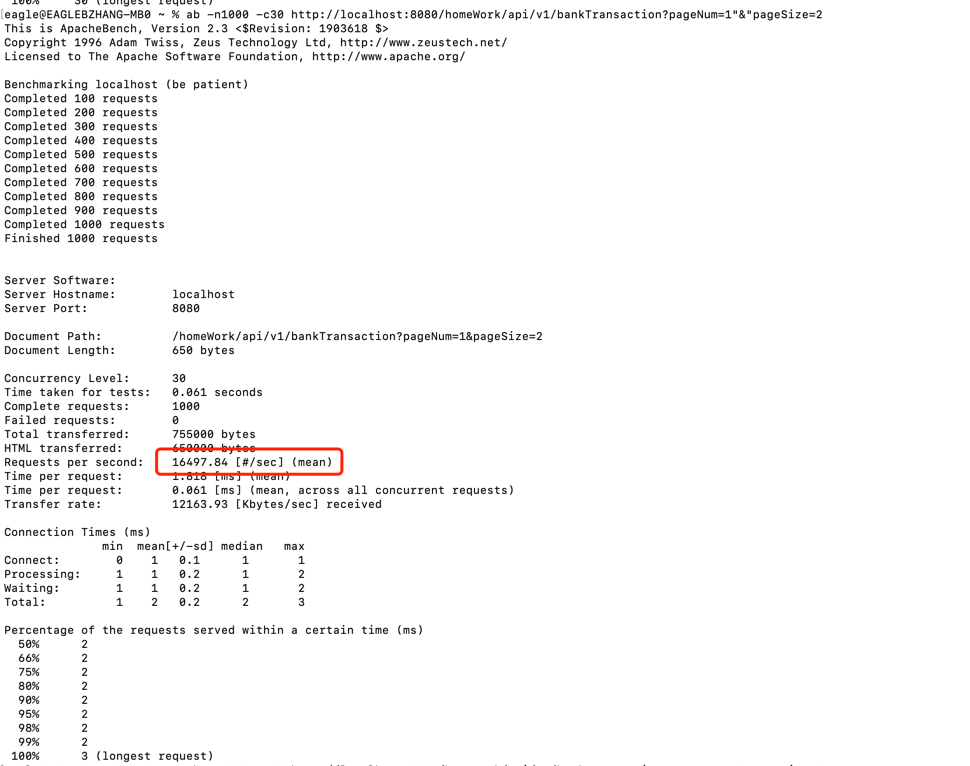 100% 30 (longest request)
[eagle@EAGLEBZHANG-MB0 ~ % ab -n1000 -c30 http://localhost:8080/homeWork/api/v1/bankTransaction?pageNum=1"&"pageSize=2
This is ApacheBench, Version 2.3 <$Revision: 1903618 $>
Copyright 1996 Adam Twiss, Zeus Technology Ltd, http://www.zeustech.net/
Licensed to The Apache Software Foundation, http://www.apache.org/
Benchmarking localhost (be patient)
Completed 100 requests
Completed 200 requests
Completed 300 requests
Completed 400 requests
Completed 500 requests
Completed 600 requests
Completed 700 requests
Completed 800 requests
Completed 900 requests
Completed 1000 requests
Finished 1000 requests
Server Software:
Server Hostname: localhost
Server Port: 8080
Document Path: /homeWork/api/v1/bankTransaction?pageNum=1&pageSize=2
Document Length: 650 bytes
Concurrency Level: 30
Time taken for tests: 0.061 seconds
Complete requests: 1000
Failed requests: 0
Total transferred: 755000 bytes
HTML transferred: 650000 bytes
Requests per second: 16497.84 [#/sec] (mean)
Time per request: 1.818 [ms] (mean)
Time per request: 0.061 [ms] (mean, across all concurrent requests)
Transfer rate: 12163.93 [Kbytes/sec] received
Connection Times (ms)
min mean[+/-sd] median max
Connect: 0 1 0.1 1 1
Processing: 1 1 0.2 1 2
Waiting: 1 1 0.2 1 2
Total: 1 2 0.2 2 3
Percentage of the requests served within a certain time (ms)
50% 2
66% 2
75% 2
80% 2
90% 2
95% 2
98% 2
99% 2
100% 3 (longest request)